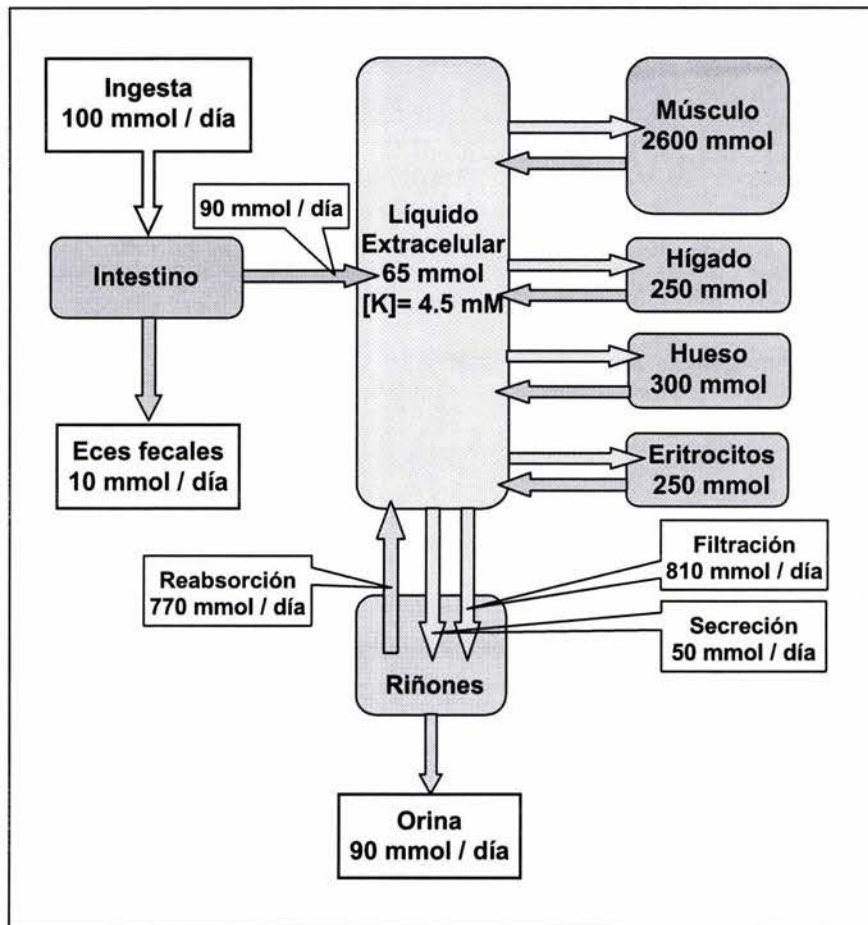 Ingesta
100 mmol / día
90 mmol / día
Intestino
Eces fecales
10 mmol / día
Líquido
Extracelular
65 mmol
[K]= 4.5 mM
Músculo
2600 mmol
Hígado
250 mmol
Hueso
300 mmol
Eritrocitos
250 mmol
Reabsorción
770 mmol / día
Filtración
810 mmol / día
Secreción
50 mmol / día
Riñones
Orina
90 mmol / día